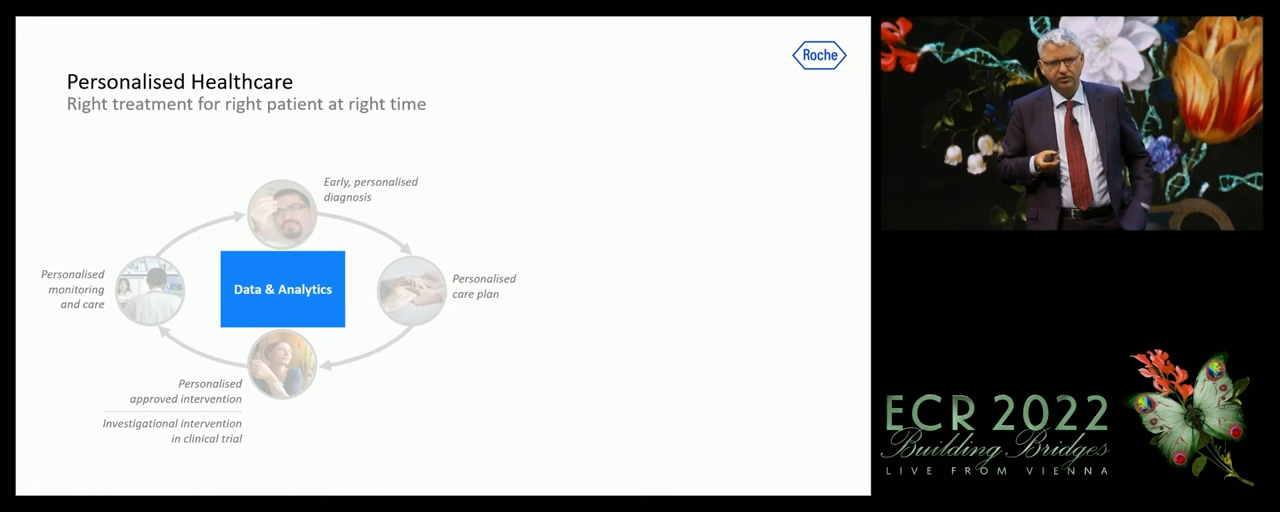 Roche
Personalised Healthcare
Right treatment for right patient at right time
Early, personalised
diagnosis
Personalised
monitoring
and care
Data & Analytics
Personalised
care plan
Personalised
approved intervention
Investigational intervention
in clinical trial
ECR 2022
Building Bridges
LIVE FROM VIENNA